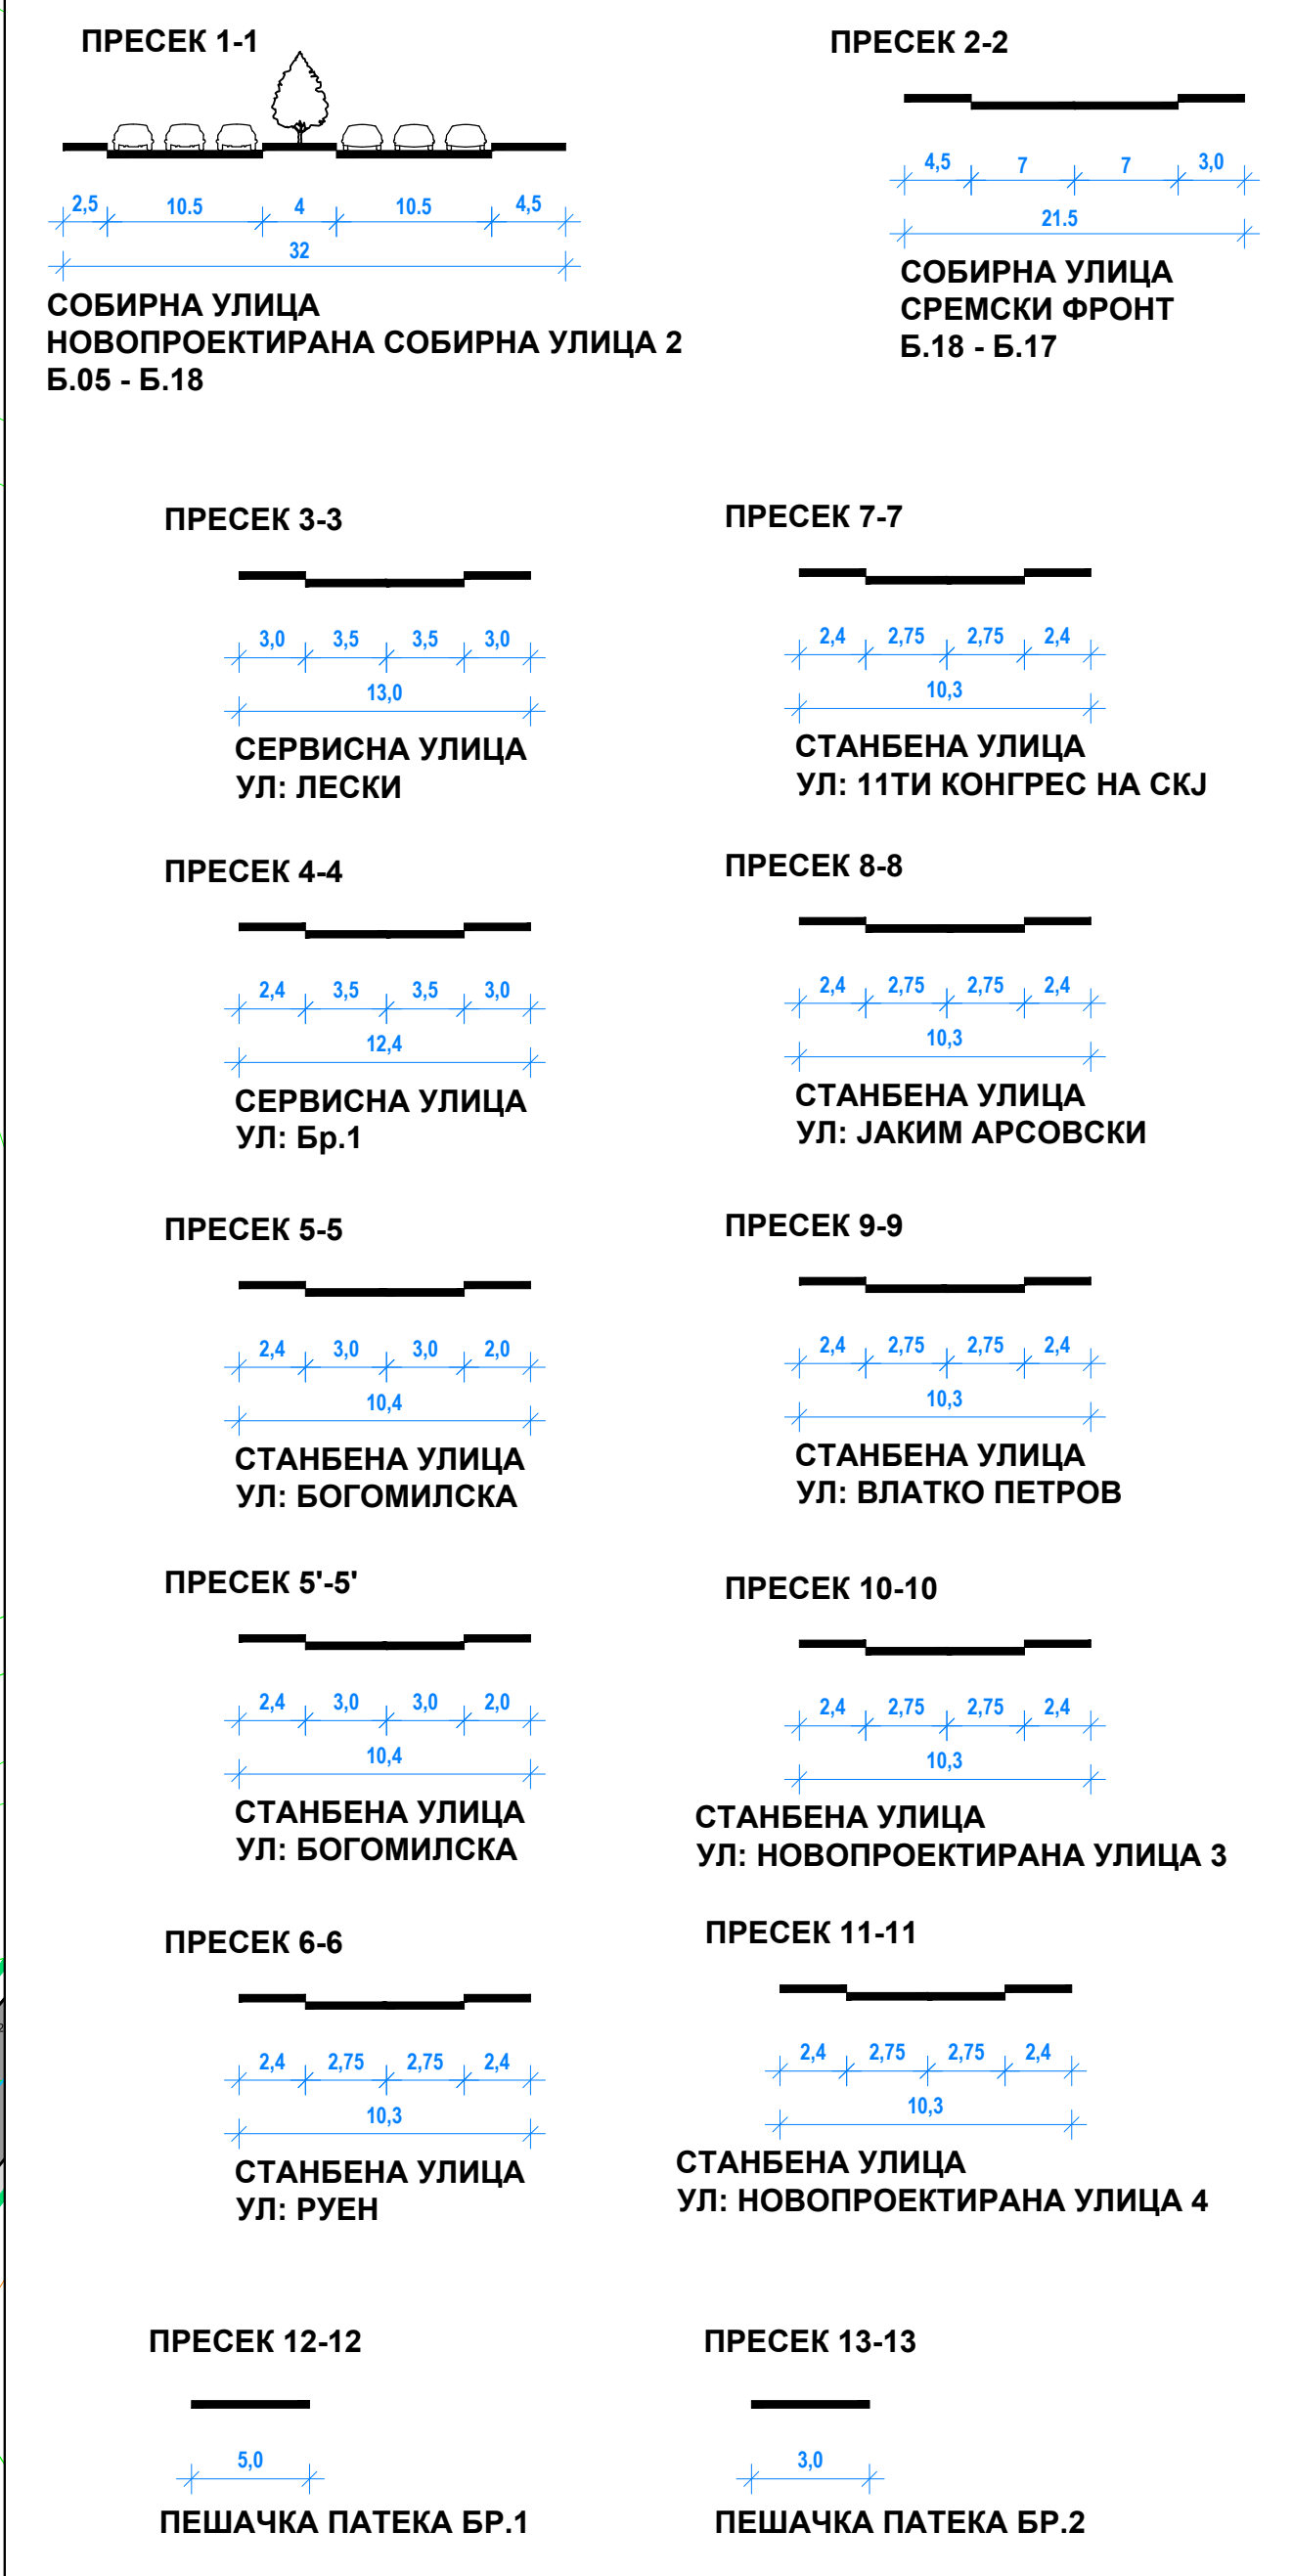 ПРЕСЕК 1-1
2,5 10.5 4 10.5 4,5
32
СОБИРНА УЛИЦА
НОВОПРОЕКТИРАНА СОБИРНА УЛИЦА 2
Б.05 - Б.18
ПРЕСЕК 2-2
4,5 7 7 3,0
21.5
СОБИРНА УЛИЦА
СРЕМСКИ ФРОНТ
Б.18 - Б.17
ПРЕСЕК 3-3
3,0 3,5 3,5 3,0
13,0
СЕРВИСНА УЛИЦА
УЛ: ЛЕСКИ
ПРЕСЕК 7-7
2,4 2,75 2,75 2,4
10,3
СТАНБЕНА УЛИЦА
УЛ: 11ТИ КОНГРЕС НА СКЈ
ПРЕСЕК 4-4
2,4 3,5 3,5 3,0
12,4
СЕРВИСНА УЛИЦА
УЛ: Бр.1
ПРЕСЕК 8-8
2,4 2,75 2,75 2,4
10,3
СТАНБЕНА УЛИЦА
УЛ: ЈАКИМ АРСОВСКИ
ПРЕСЕК 5-5
2,4 3,0 3,0 2,0
10,4
СТАНБЕНА УЛИЦА
УЛ: БОГОМИЛСКА
ПРЕСЕК 9-9
2,4 2,75 2,75 2,4
10,3
СТАНБЕНА УЛИЦА
УЛ: ВЛАТКО ПЕТРОВ
ПРЕСЕК 5'-5'
2,4 3,0 3,0 2,0
10,4
СТАНБЕНА УЛИЦА
УЛ: БОГОМИЛСКА
ПРЕСЕК 10-10
2,4 2,75 2,75 2,4
10,3
СТАНБЕНА УЛИЦА
УЛ: НОВОПРОЕКТИРАНА УЛИЦА 3
ПРЕСЕК 6-6
2,4 2,75 2,75 2,4
10,3
СТАНБЕНА УЛИЦА
УЛ: РУЕН
ПРЕСЕК 11-11
2,4 2,75 2,75 2,4
10,3
СТАНБЕНА УЛИЦА
УЛ: НОВОПРОЕКТИРАНА УЛИЦА 4
ПРЕСЕК 12-12
5,0
ПЕШАЧКА ПАТЕКА БР.1
ПРЕСЕК 13-13
3,0
ПЕШАЧКА ПАТЕКА БР.2